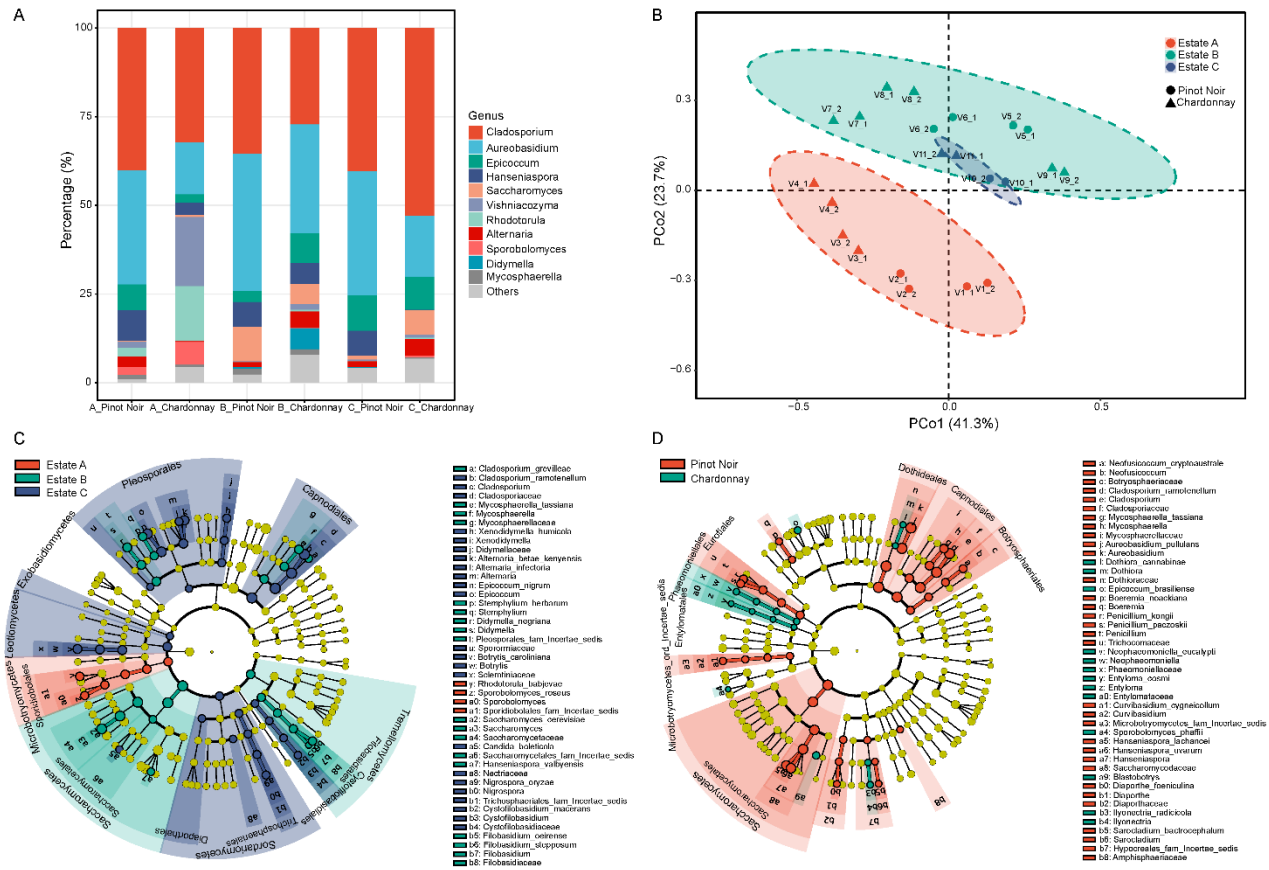 A
100
75
50
25
0
Percentage (%)
A_Pinot Noir
A_Chardonnay
B_Pinot Noir
B_Chardonnay
C_Pinot Noir
C_Chardonnay
Genus
Cladosporium
Aureobasidium
Epicoccum
Hanseniaspora
Saccharomyces
Vishniacozyma
Rhodotorula
Alternaria
Sporobolomyces
Didymella
Mycosphaerella
Others
B
0.3
0.0
−0.3
−0.6
PCo2 (23.7%)
−0.5
0.0
0.5
PCo1 (41.3%)
Estate A
Estate B
Estate C
Pinot Noir
Chardonnay
V8_1
V8_2
V7_2
V7_1
V6_2
V6_1
V5_2
V5_1
V11_2
V11_1
V10_2
V10_1
V9_1
V9_2
V4_1
V4_2
V3_2
V3_1
V2_1
V2_2
V1_1
V1_2
C
Estate A
Estate B
Estate C
Pleosporales
Capnodiales
Exobasidiomycetes
Leotiomycetes
Sporidiobolales
Microbotryomycetes
Saccharomycetales
Saccharomycetes
Diaporthales
Sordariomycetes
Trichosphaeriales
Cystofilobasidiales
Filobasidiales
Tremellomycetes
a: Cladosporium_grevilleae
b: Cladosporium_ramotenellum
c: Cladosporium
d: Cladosporiaceae
e: Mycosphaerella_tassiana
f: Mycosphaerella
g: Mycosphaerellaceae
h: Xenodidymella_humicola
i: Xenodidymella
j: Didymellaceae
k: Alternaria_betae_kenyensis
l: Alternaria_infectoria
m: Alternaria
n: Epicoccum_nigrum
o: Epicoccum
p: Stemphylium_herbarum
q: Stemphylium
r: Didymella_negriana
s: Didymella
t: Pleosporales_fam_Incertae_sedis
u: Sporormiaceae
v: Botrytis_caroliniana
w: Botrytis
x: Sclerotiniaceae
y: Rhodotorula_babjevae
z: Sporobolomyces_roseus
a0: Sporobolomyces
a1: Sporidiobolales_fam_Incertae_sedis
a2: Saccharomyces_cerevisiae
a3: Saccharomyces
a4: Saccharomycetaceae
a5: Candida_boleticola
a6: Saccharomycetales_fam_Incertae_sedis
a7: Hanseniaspora_valbyensis
a8: Nectriaceae
a9: Nigrospora_oryzae
b0: Nigrospora
b1: Trichosphaeriales_fam_Incertae_sedis
b2: Cystofilobasidium_macerans
b3: Cystofilobasidium
b4: Cystofilobasidiaceae
b5: Filobasidium_oeirense
b6: Filobasidium_stepposum
b7: Filobasidium
b8: Filobasidiaceae
D
Pinot Noir
Chardonnay
Dothideales
Capnodiales
Botryosphaeriales
Eurotiales
Phaeomoniellales
Entylomatales
Microbotryomycetes_ord_Incertae_sedis
Saccharomycetales
Saccharomycetes
a: Neofusicoccum_cryptoaustrale
b: Neofusicoccum
c: Botryosphaeriaceae
d: Cladosporium_ramotenellum
e: Cladosporium
f: Cladosporiaceae
g: Mycosphaerella_tassiana
h: Mycosphaerella
i: Mycosphaerellaceae
j: Aureobasidium_pullulans
k: Aureobasidium
l: Dothiora_cannabinae
m: Dothiora
n: Dothioraceae
o: Epicoccum_brasiliense
p: Boeremia_noackiana
q: Boeremia
r: Penicillium_kongii
s: Penicillium_paczoskii
t: Penicillium
u: Trichocomaceae
v: Neophaeomoniella_eucalypti
w: Neophaeomoniella
x: Phaeomoniellaceae
y: Entyloma_cosmi
z: Entyloma
a0: Entylomataceae
a1: Curvibasidium_cygneicollum
a2: Curvibasidium
a3: Microbotryomycetes_fam_Incertae_sedis
a4: Sporobolomyces_phaffii
a5: Hanseniaspora_lachancei
a6: Hanseniaspora_uvarum
a7: Hanseniaspora
a8: Saccharomycodaceae
a9: Blastobotrys
b0: Diaporthe_foeniculina
b1: Diaporthe
b2: Diaporthaceae
b3: Ilyonectria_radicicola
b4: Ilyonectria
b5: Sarocladium_bactrocephalum
b6: Sarocladium
b7: Hypocreales_fam_Incertae_sedis
b8: Amphisphaeriaceae